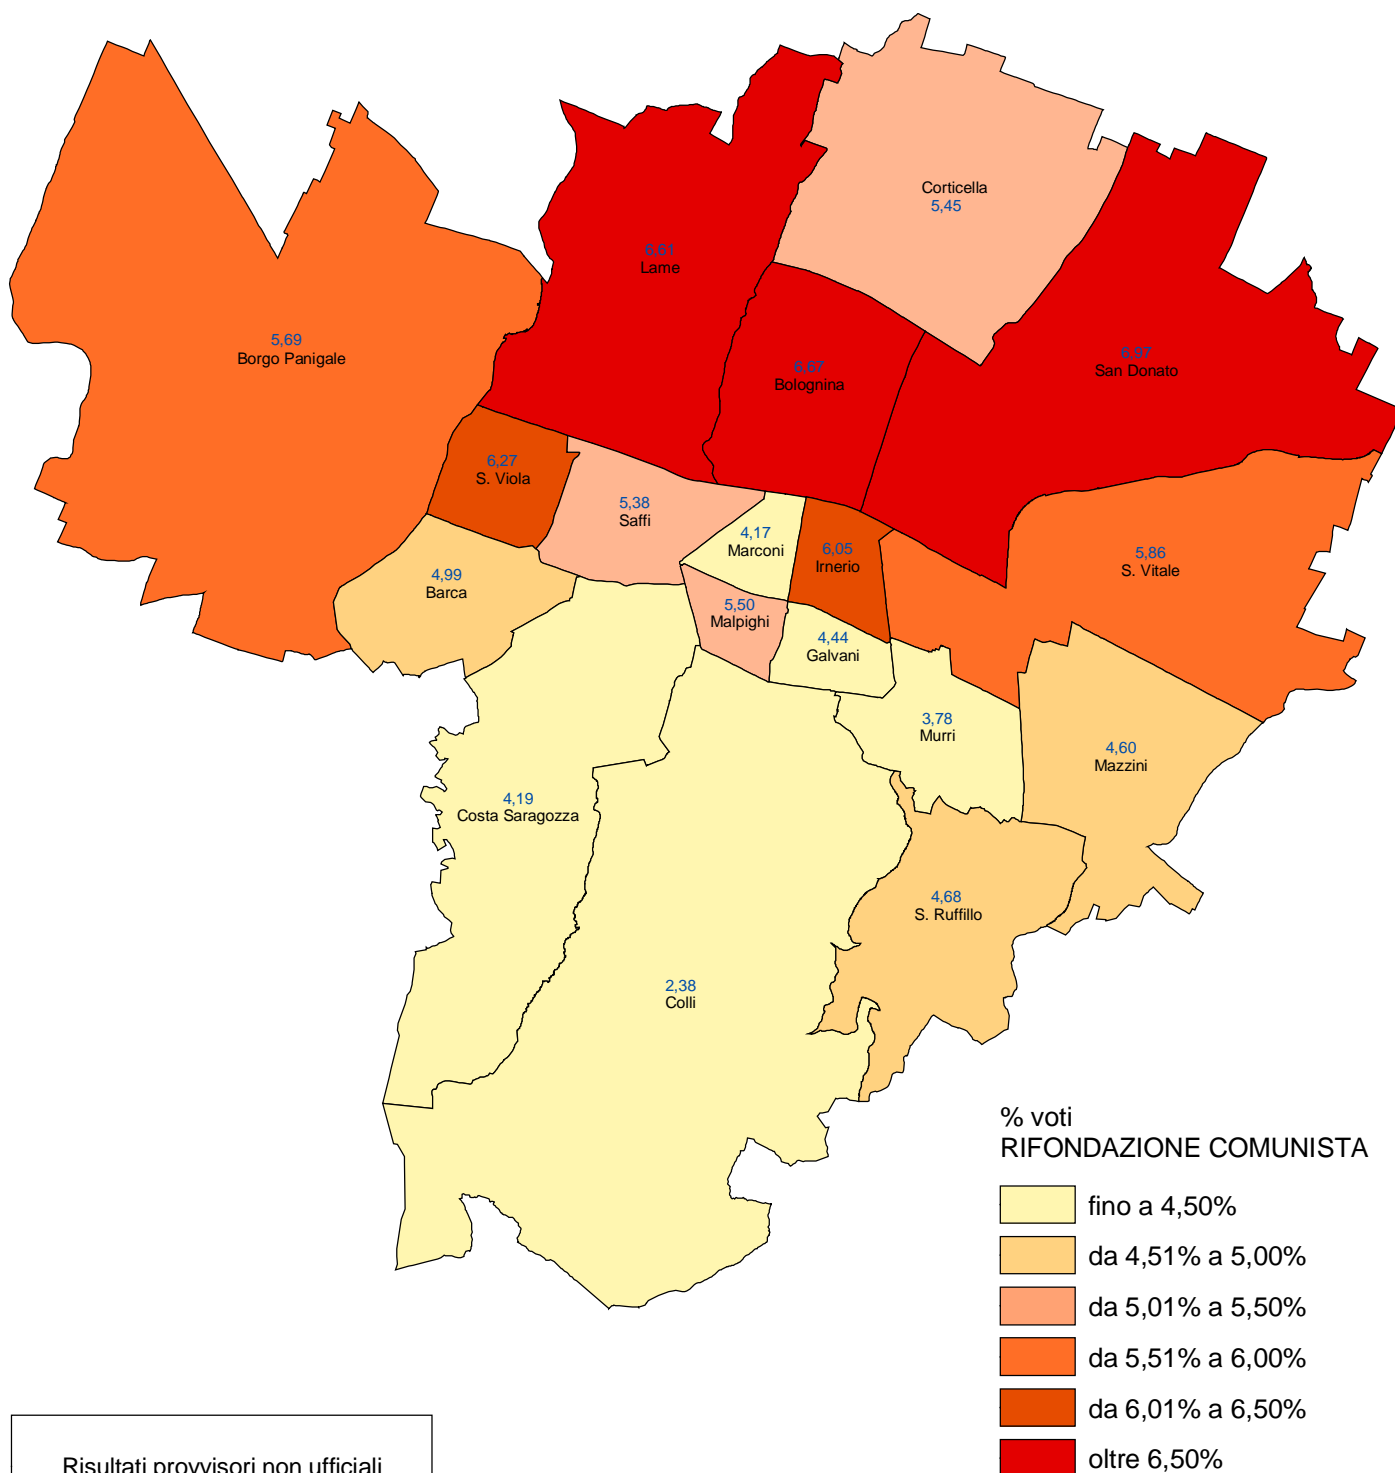 Corticella
5,45
6,61
Lame
5,69
Borgo Panigale
6,67
Bolognina
6,97
San Donato
6,27
S. Viola
5,38
Saffi
4,17
Marconi
6,05
Irnerio
5,86
S. Vitale
4,99
Barca
5,50
Malpighi
4,44
Galvani
3,78
Murri
4,60
Mazzini
4,19
Costa Saragozza
4,68
S. Ruffillo
2,38
Colli
% voti
RIFONDAZIONE COMUNISTA
fino a 4,50%
da 4,51% a 5,00%
da 5,01% a 5,50%
da 5,51% a 6,00%
da 6,01% a 6,50%
oltre 6,50%
Risultati provvisori non ufficiali